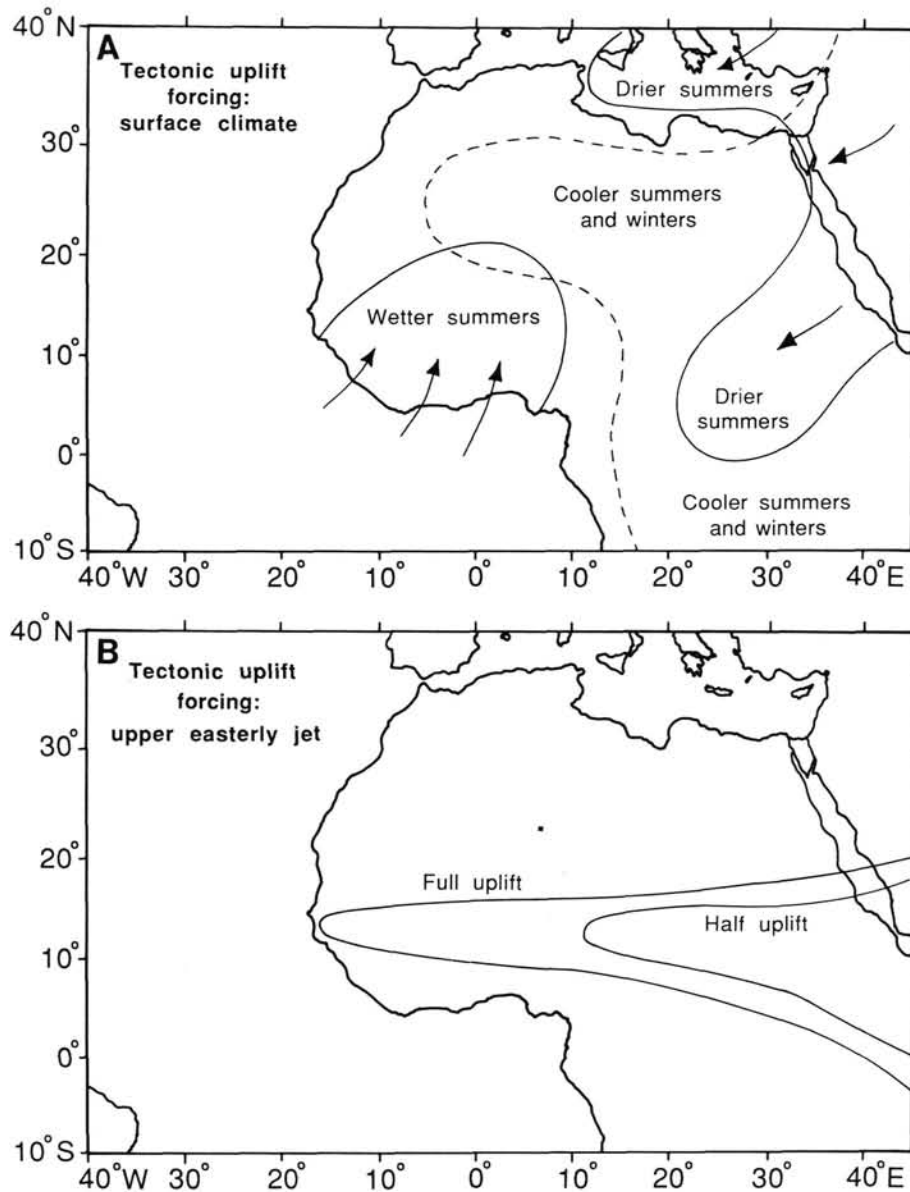 40°N
A
Tectonic uplift
forcing:
surface climate
Drier summers
30°
Cooler summers
and winters
20°
Wetter summers
10°
Drier
summers
0°
Cooler summers
and winters
10°S
40°W 30° 20° 10° 0° 10° 20° 30° 40°E
40°N
B
Tectonic uplift
forcing:
upper easterly jet
30°
20°
Full uplift
Half uplift
10°
0°
10°S
40°W 30° 20° 10° 0° 10° 20° 30° 40°E